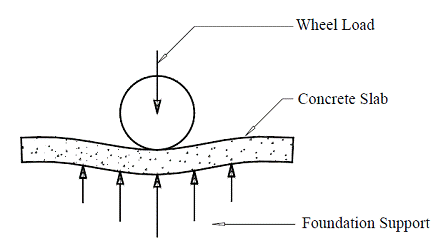 Wheel Load
Concrete Slab
Foundation Support